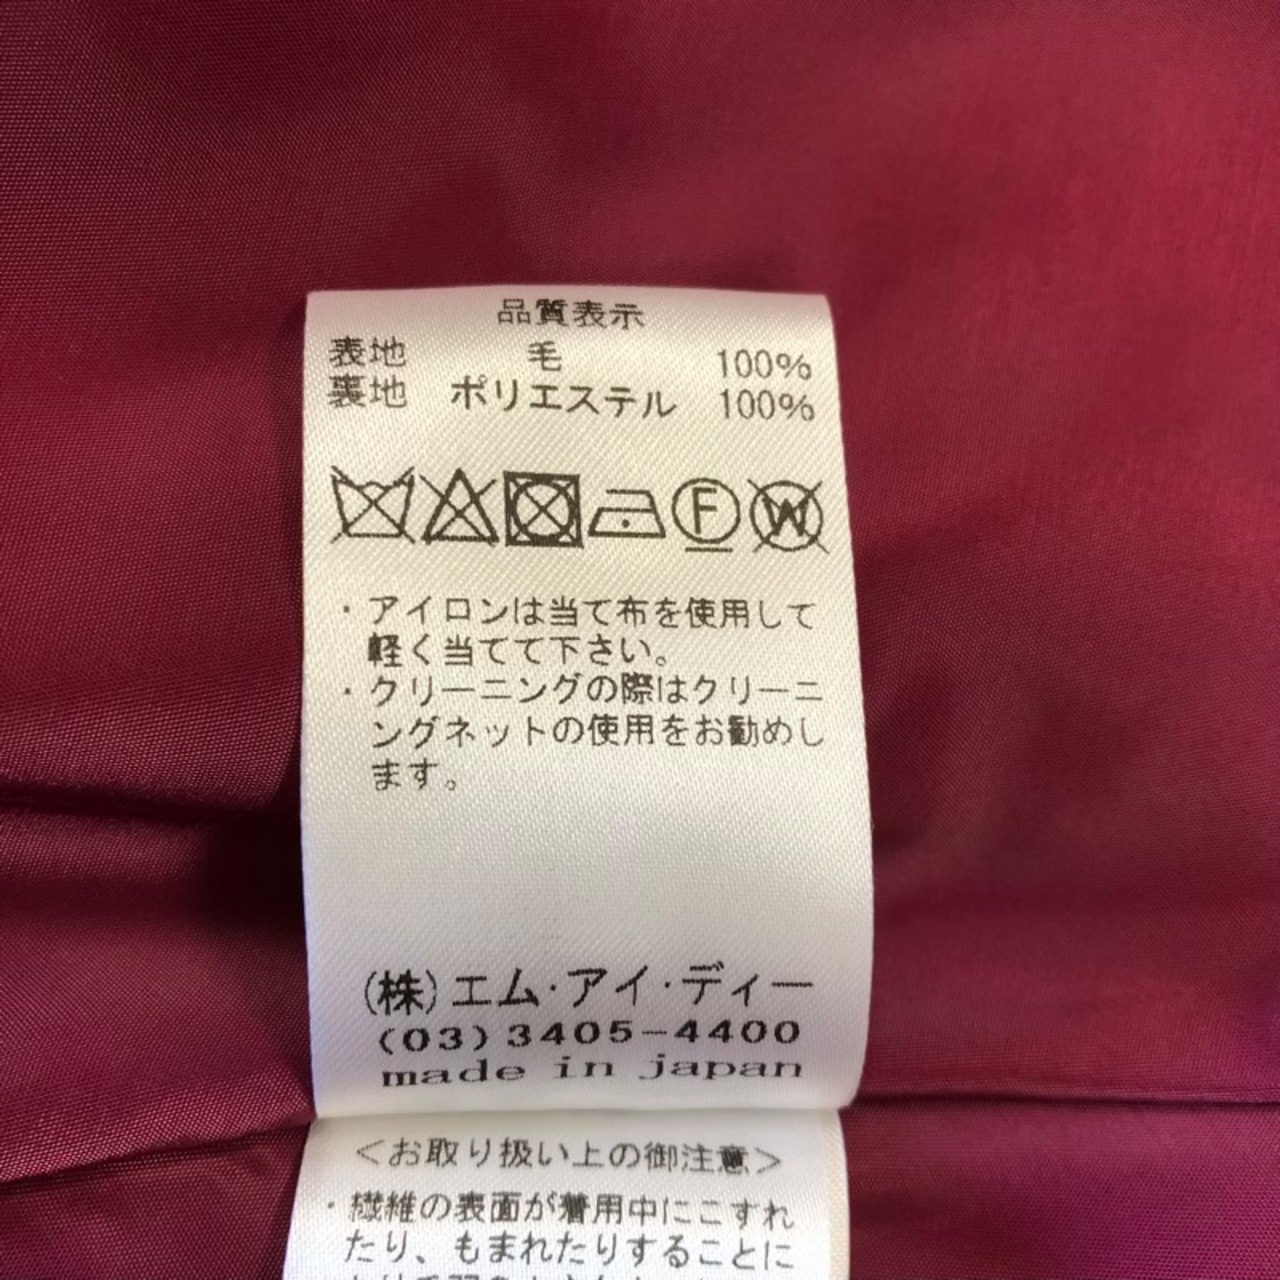 品質表示
表地 毛 100%
裏地 ポリエステル 100%
F W
・アイロンは当て布を使用して
軽く当てて下さい。
・クリーニングの際はクリーニ
ングネットの使用をお勧めし
ます。
(株)エム・アイ・ディー
(03)3405-4400
made in japan
<お取り扱い上の御注意>
・繊維の表面が着用中にこすれ
たり、もまれたりすることに